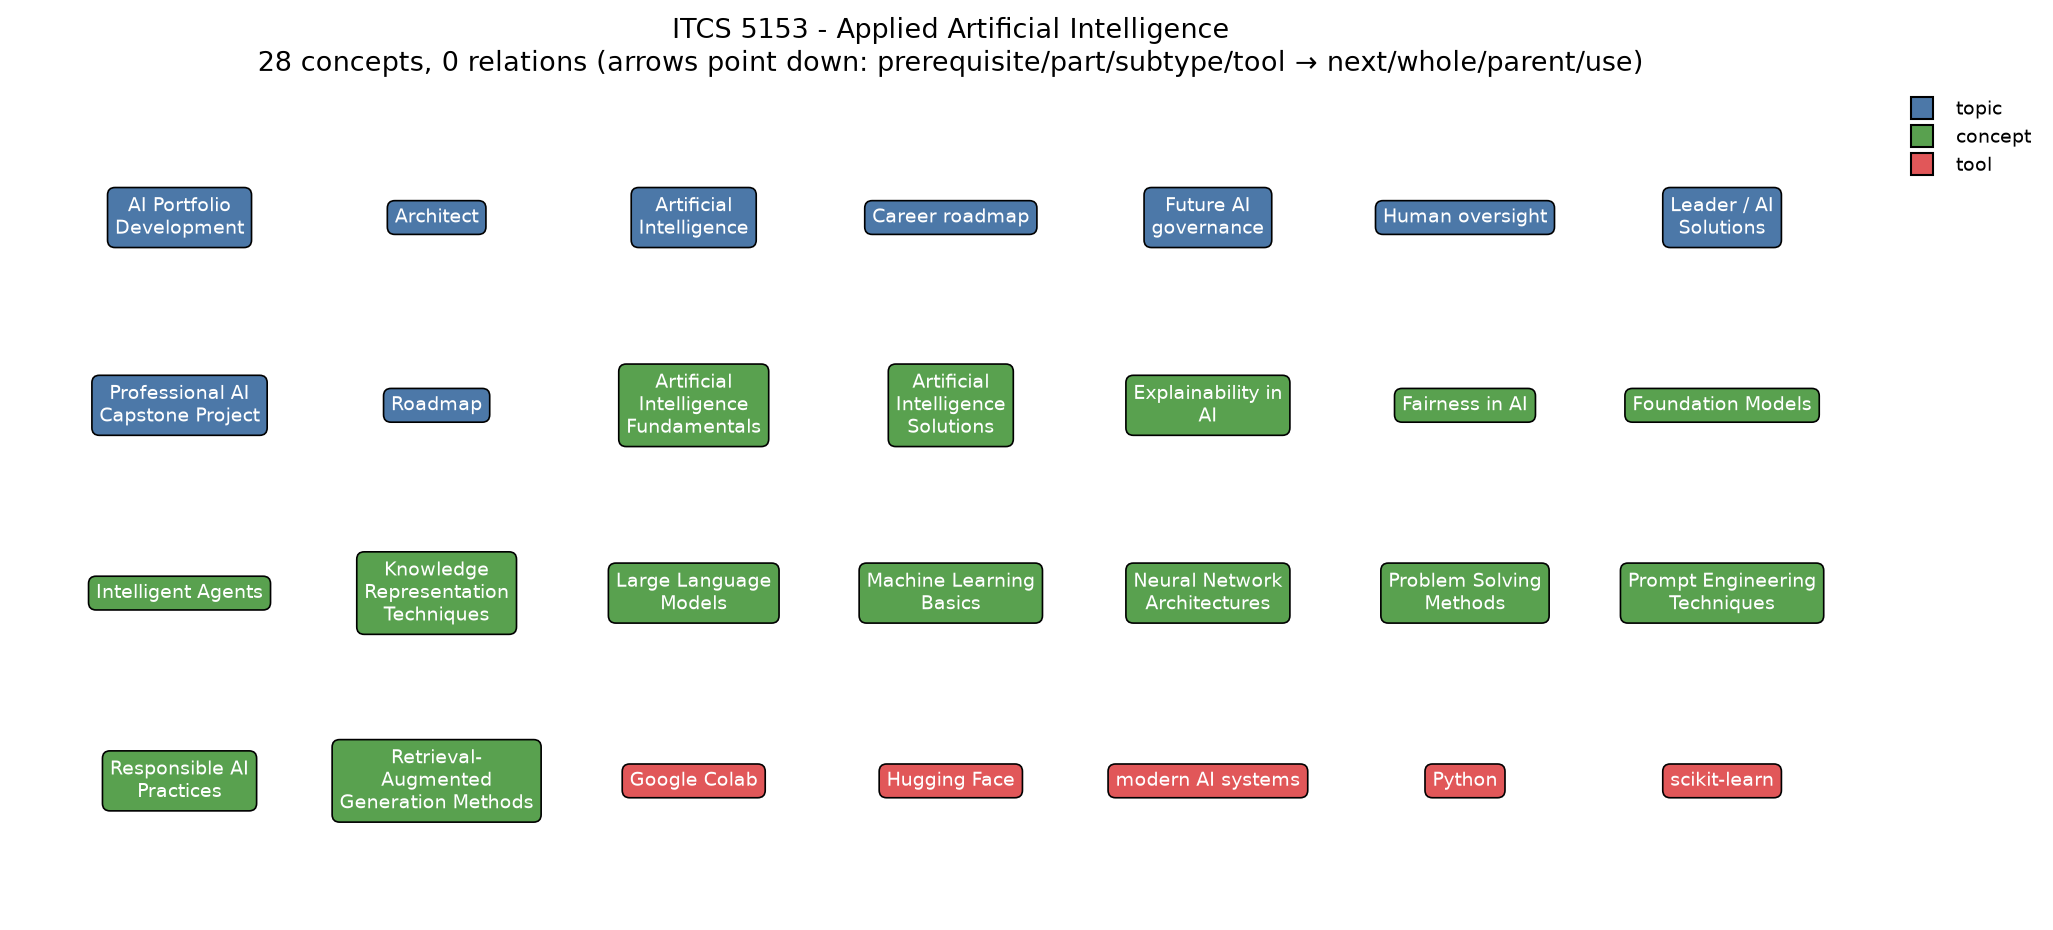 ITCS 5153 - Applied Artificial Intelligence
28 concepts, 0 relations (arrows point down: prerequisite/part/subtype/tool → next/whole/parent/use)
topic
concept
tool
AI Portfolio
Development
Architect
Artificial
Intelligence
Career roadmap
Future AI
governance
Human oversight
Leader / AI
Solutions
Professional AI
Capstone Project
Roadmap
Artificial
Intelligence
Fundamentals
Artificial
Intelligence
Solutions
Explainability in
AI
Fairness in AI
Foundation Models
Intelligent Agents
Knowledge
Representation
Techniques
Large Language
Models
Machine Learning
Basics
Neural Network
Architectures
Problem Solving
Methods
Prompt Engineering
Techniques
Responsible AI
Practices
Retrieval-
Augmented
Generation Methods
Google Colab
Hugging Face
modern AI systems
Python
scikit-learn